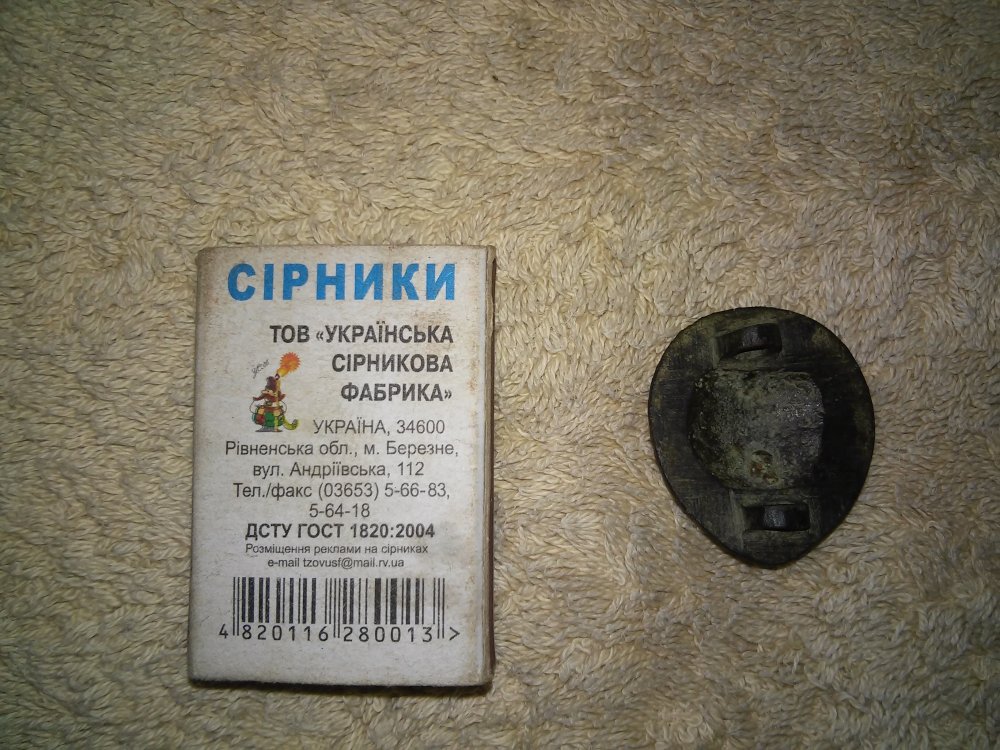 СІРНИКИ
ТОВ «УКРАЇНСЬКА
СІРНИКОВА
ФАБРИКА»
УКРАЇНА, 34600
Рівненська обл., м. Березне,
вул. Андріївська, 112
Тел./факс (03653) 5-66-83,
5-64-18
ДСТУ ГОСТ 1820:2004
Розміщення реклами на сірниках
e-mail tzovusf@mail.rv.ua
4 820116 280013 >